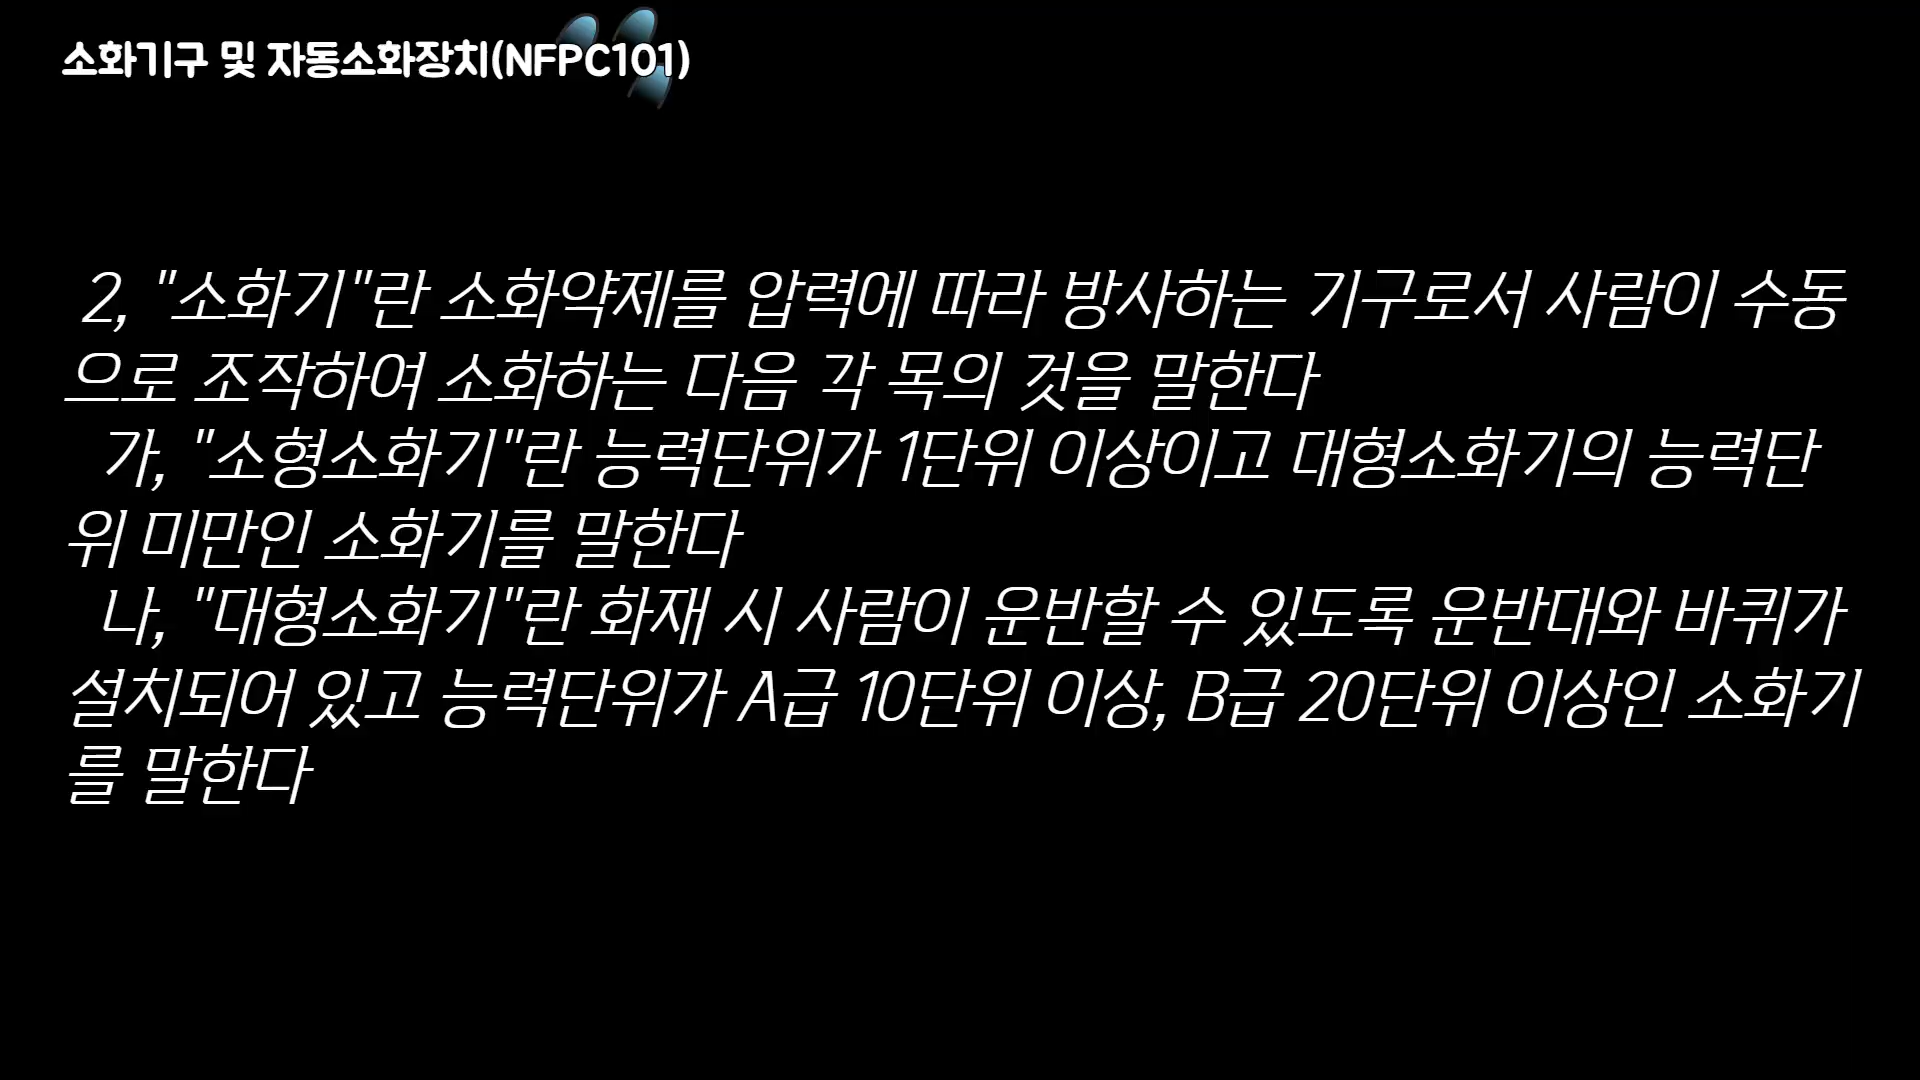 소화기구 및 자동소화장치(NFPC101)
2, "소화기"란 소화약제를 압력에 따라 방사하는 기구로서 사람이 수동
으로 조작하여 소화하는 다음 각 목의 것을 말한다
가, "소형소화기"란 능력단위가 1단위 이상이고 대형소화기의 능력단
위 미만인 소화기를 말한다
나, "대형소화기"란 화재 시 사람이 운반할 수 있도록 운반대와 바퀴가
설치되어 있고 능력단위가 A급 10단위 이상, B급 20단위 이상인 소화기
를 말한다